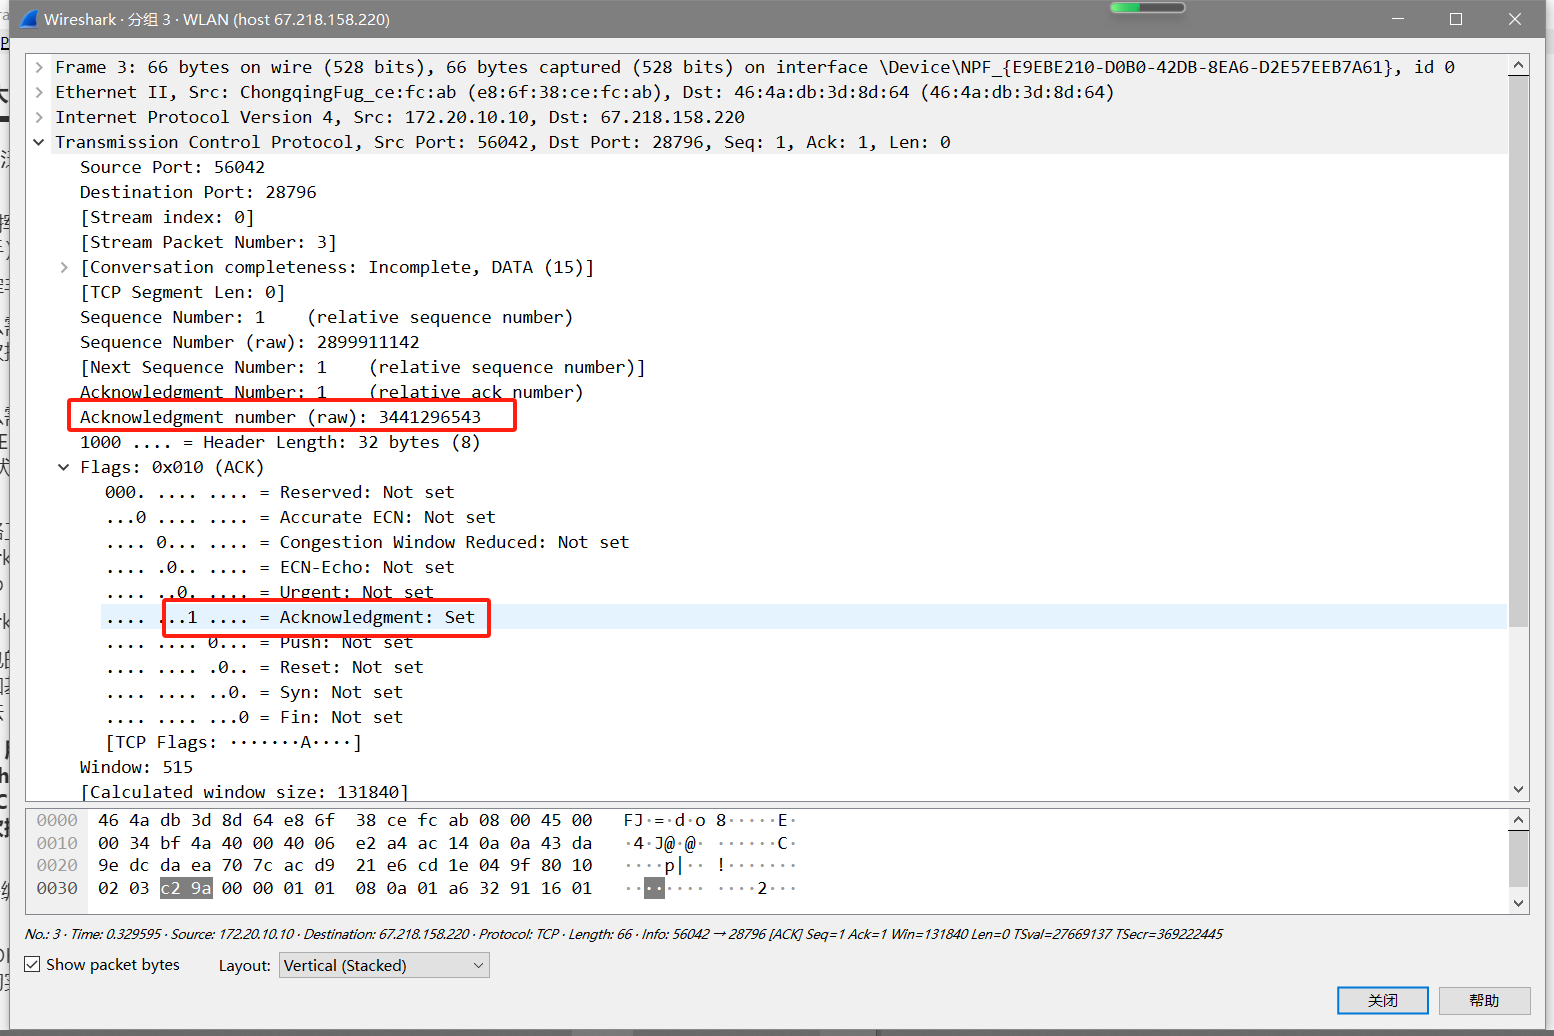 Wireshark · 分组 3 · WLAN (host 67.218.158.220)
Frame 3: 66 bytes on wire (528 bits), 66 bytes captured (528 bits) on interface \Device\NPF_{E9EBE210-D0B0-42DB-8EA6-D2E57EEB7A61}, id 0
Ethernet II, Src: ChongqingFug_ce:fc:ab (e8:6f:38:ce:fc:ab), Dst: 46:4a:db:3d:8d:64 (46:4a:db:3d:8d:64)
Internet Protocol Version 4, Src: 172.20.10.10, Dst: 67.218.158.220
Transmission Control Protocol, Src Port: 56042, Dst Port: 28796, Seq: 1, Ack: 1, Len: 0
Source Port: 56042
Destination Port: 28796
[Stream index: 0]
[Stream Packet Number: 3]
[Conversation completeness: Incomplete, DATA (15)]
[TCP Segment Len: 0]
Sequence Number: 1    (relative sequence number)
Sequence Number (raw): 2899911142
[Next Sequence Number: 1    (relative sequence number)]
Acknowledgment Number: 1    (relative ack number)
Acknowledgment number (raw): 3441296543
1000 .... = Header Length: 32 bytes (8)
Flags: 0x010 (ACK)
000. .... .... = Reserved: Not set
...0 .... .... = Accurate ECN: Not set
.... 0... .... = Congestion Window Reduced: Not set
.... .0.. .... = ECN-Echo: Not set
.... ..0. .... = Urgent: Not set
.... ...1 .... = Acknowledgment: Set
.... .... 0... = Push: Not set
.... .... .0.. = Reset: Not set
.... .... ..0. = Syn: Not set
.... .... ...0 = Fin: Not set
[TCP Flags: ·······A····]
Window: 515
[Calculated window size: 131840]
0000 46 4a db 3d 8d 64 e8 6f 38 ce fc ab 08 00 45 00 FJ·=·d·o 8·····E·
0010 00 34 bf 4a 40 00 40 06 e2 a4 ac 14 0a 0a 43 da ·4·J@·@· ······C·
0020 9e dc da ea 70 7c ac d9 21 e6 cd 1e 04 9f 80 10 ····p|·· !·······
0030 02 03 c2 9a 00 00 01 01 08 0a 01 a6 32 91 16 01 ········ ····2···
No.: 3 · Time: 0.329595 · Source: 172.20.10.10 · Destination: 67.218.158.220 · Protocol: TCP · Length: 66 · Info: 56042 → 28796 [ACK] Seq=1 Ack=1 Win=131840 Len=0 TSval=27669137 TSecr=369222445
Show packet bytes
Layout: Vertical (Stacked)
关闭
帮助